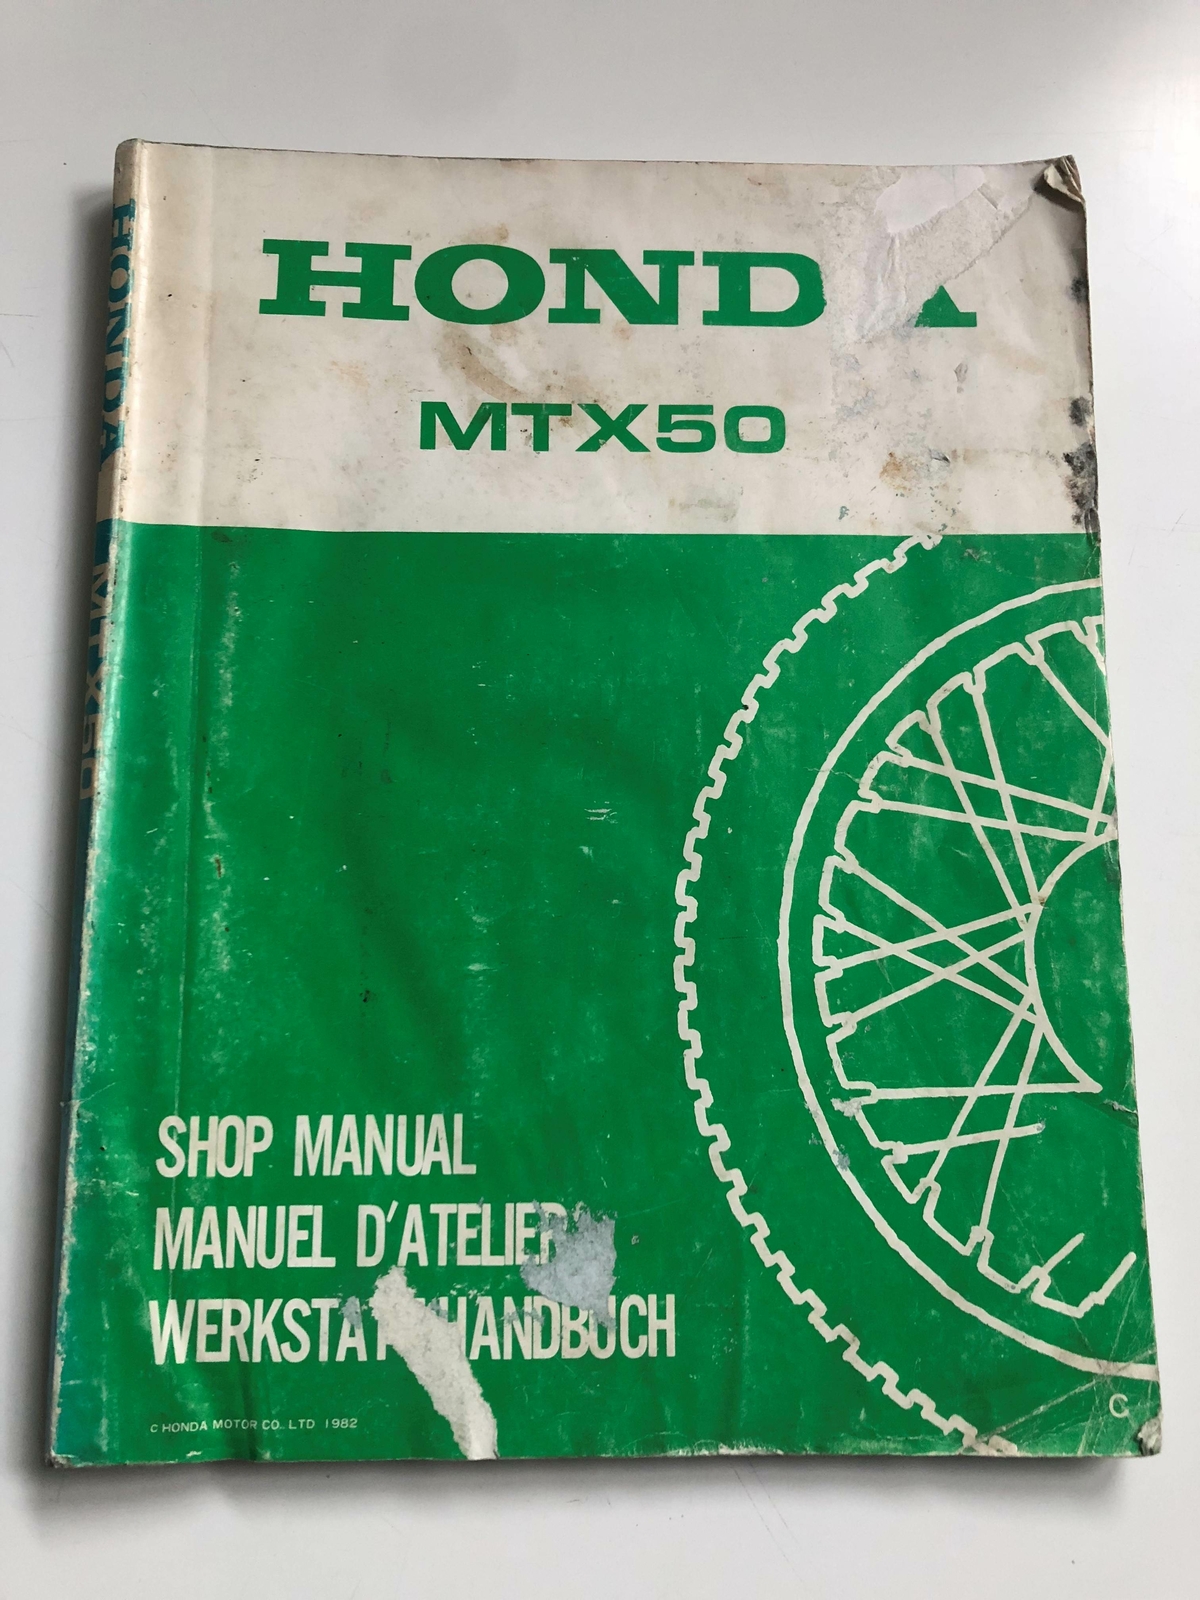 HONDA
MTX50
HONDA MTX50
SHOP MANUAL
MANUEL D'ATELIER
WERKSTATTHANDBUCH
© HONDA MOTOR CO., LTD 1982
C